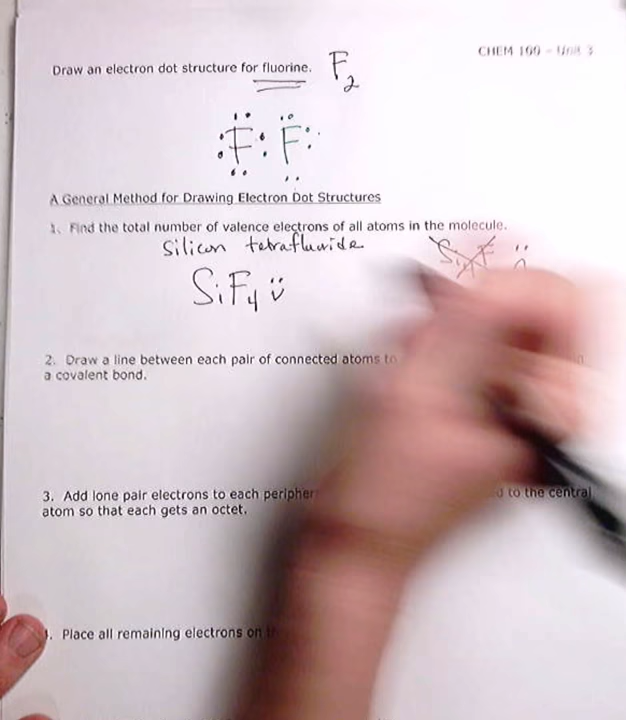 CHEM 100 - Unit 3
Draw an electron dot structure for fluorine. F2
F F
A General Method for Drawing Electron Dot Structures
1. Find the total number of valence electrons of all atoms in the molecule.
Silicon tetrafluoride
SiF4
2. Draw a line between each pair of connected atoms to
a covalent bond.
3. Add lone pair electrons to each to the central
atom so that each gets an octet.
. Place all remaining electrons on